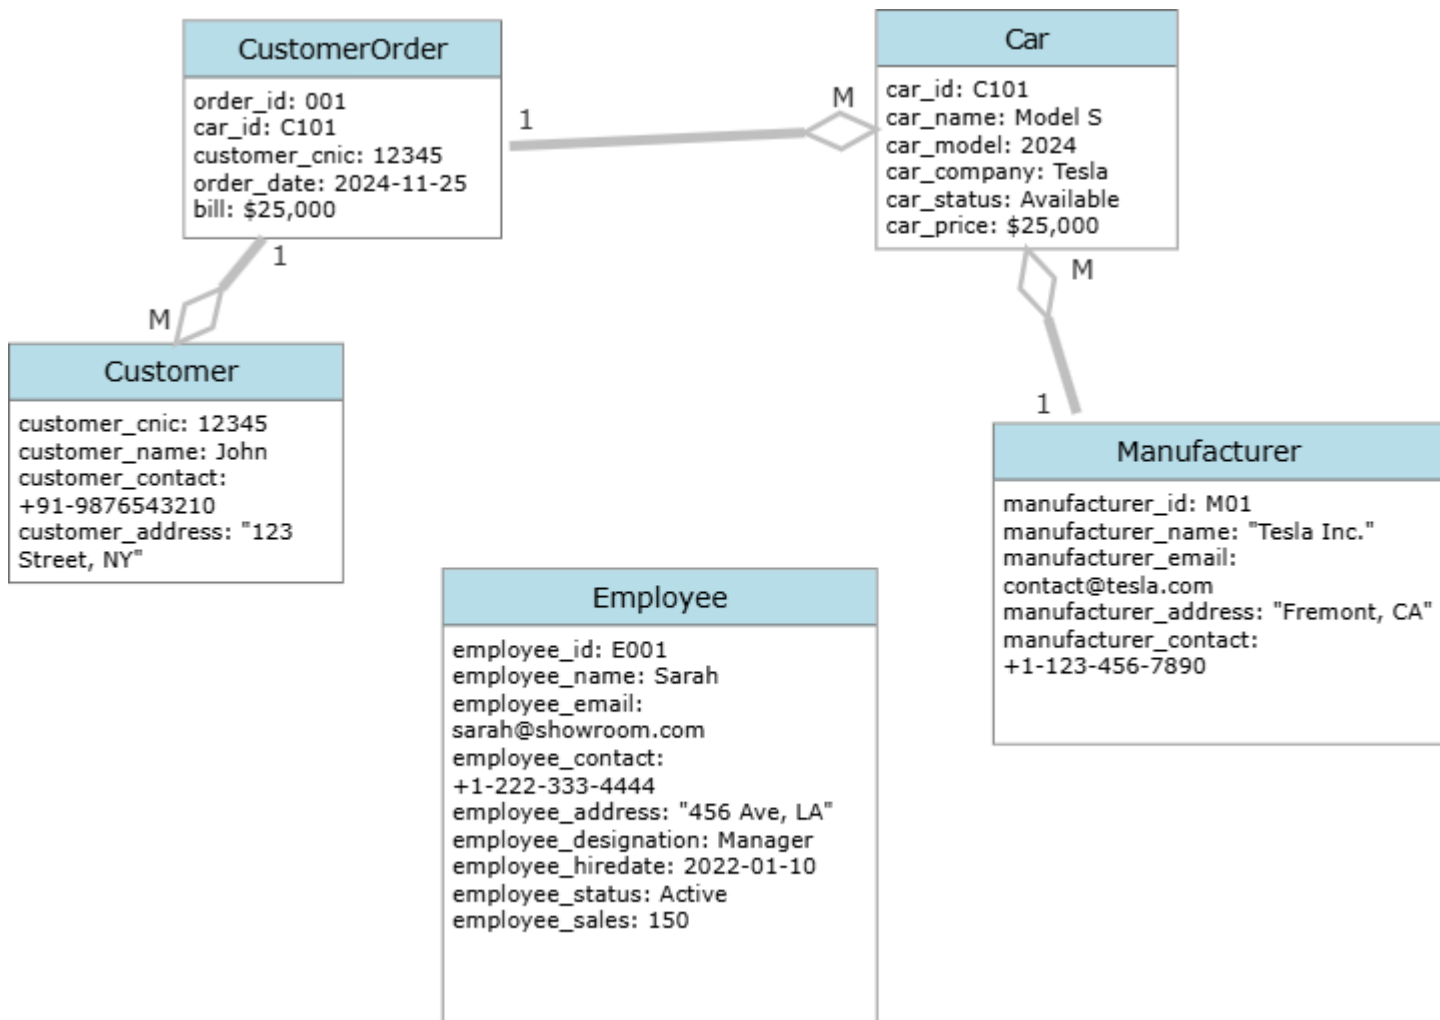 CustomerOrder
order_id: 001
car_id: C101
customer_cnic: 12345
order_date: 2024-11-25
bill: $25,000
1
M
Car
car_id: C101
car_name: Model S
car_model: 2024
car_company: Tesla
car_status: Available
car_price: $25,000
1
M
M
1
Customer
customer_cnic: 12345
customer_name: John
customer_contact:
+91-9876543210
customer_address: "123
Street, NY"
Manufacturer
manufacturer_id: M01
manufacturer_name: "Tesla Inc."
manufacturer_email:
contact@tesla.com
manufacturer_address: "Fremont, CA"
manufacturer_contact:
+1-123-456-7890
Employee
employee_id: E001
employee_name: Sarah
employee_email:
sarah@showroom.com
employee_contact:
+1-222-333-4444
employee_address: "456 Ave, LA"
employee_designation: Manager
employee_hiredate: 2022-01-10
employee_status: Active
employee_sales: 150